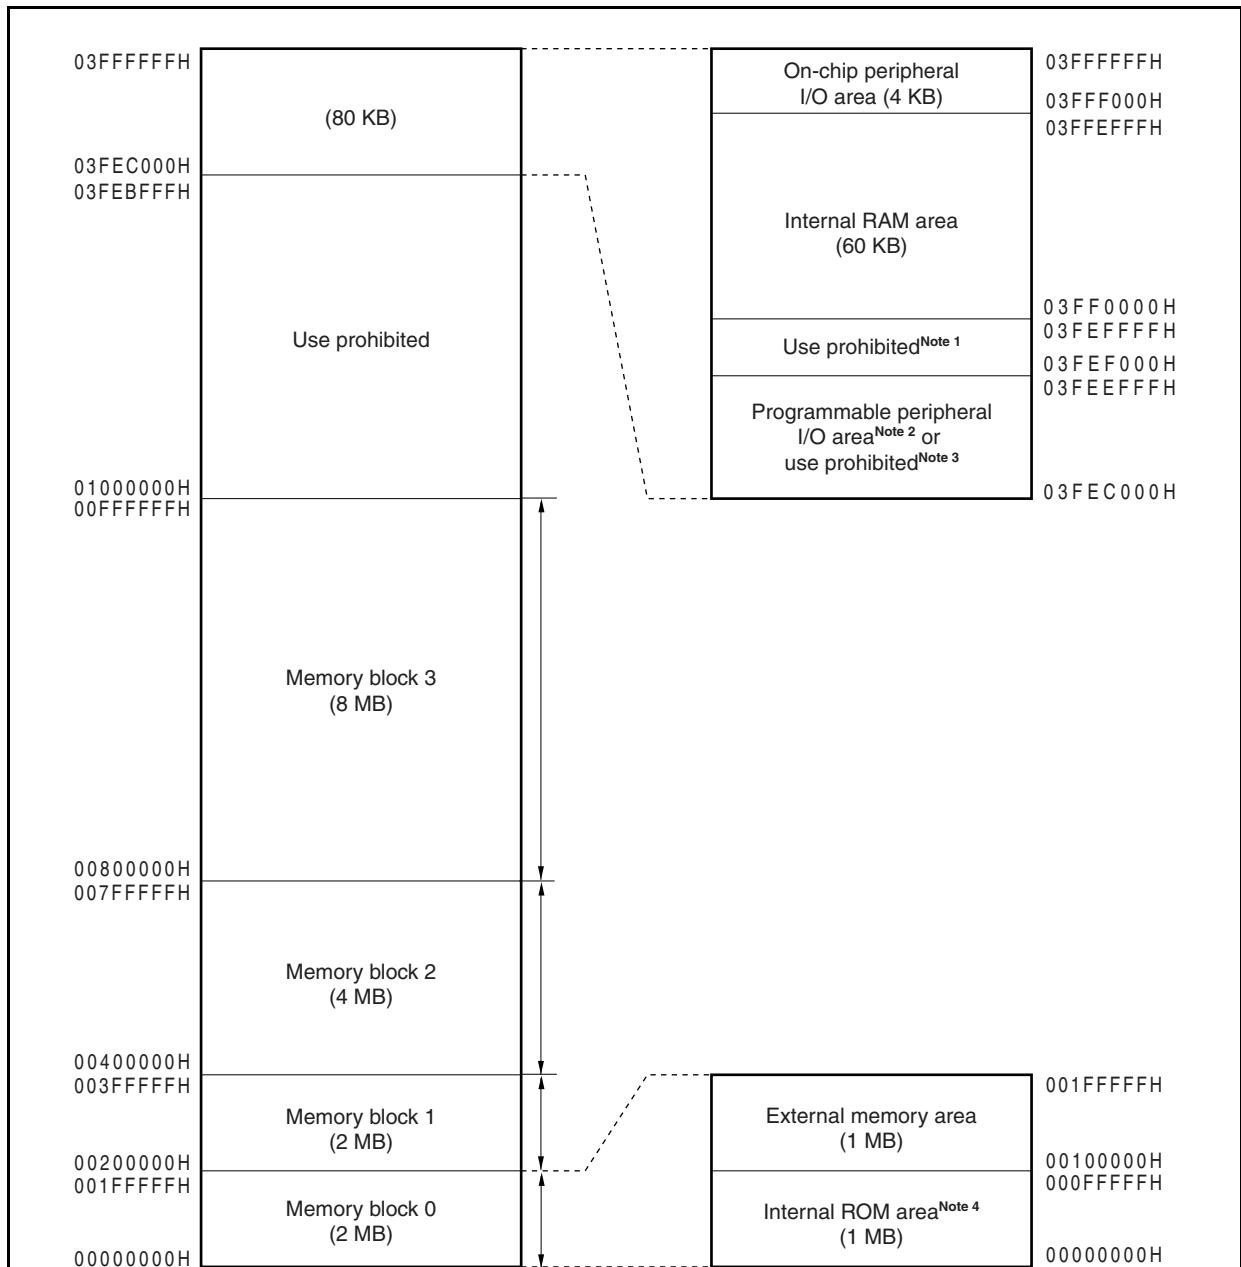 03FFFFFFH
(80 KB)
03FEC000H
03FEBFFFH
Use prohibited
01000000H
00FFFFFFH
Memory block 3
(8 MB)
00800000H
007FFFFFH
Memory block 2
(4 MB)
00400000H
003FFFFFH
Memory block 1
(2 MB)
00200000H
001FFFFFH
Memory block 0
(2 MB)
00000000H
On-chip peripheral
I/O area (4 KB)
03FFFFFFH
03FFF000H
03FFEFFFH
Internal RAM area
(60 KB)
03FF0000H
03FEFFFFH
Use prohibitedNote 1
03FEF000H
03FEEFFFH
Programmable peripheral
I/O areaNote 2 or
use prohibitedNote 3
03FEC000H
001FFFFFH
External memory area
(1 MB)
00100000H
000FFFFFH
Internal ROM areaNote 4
(1 MB)
00000000H